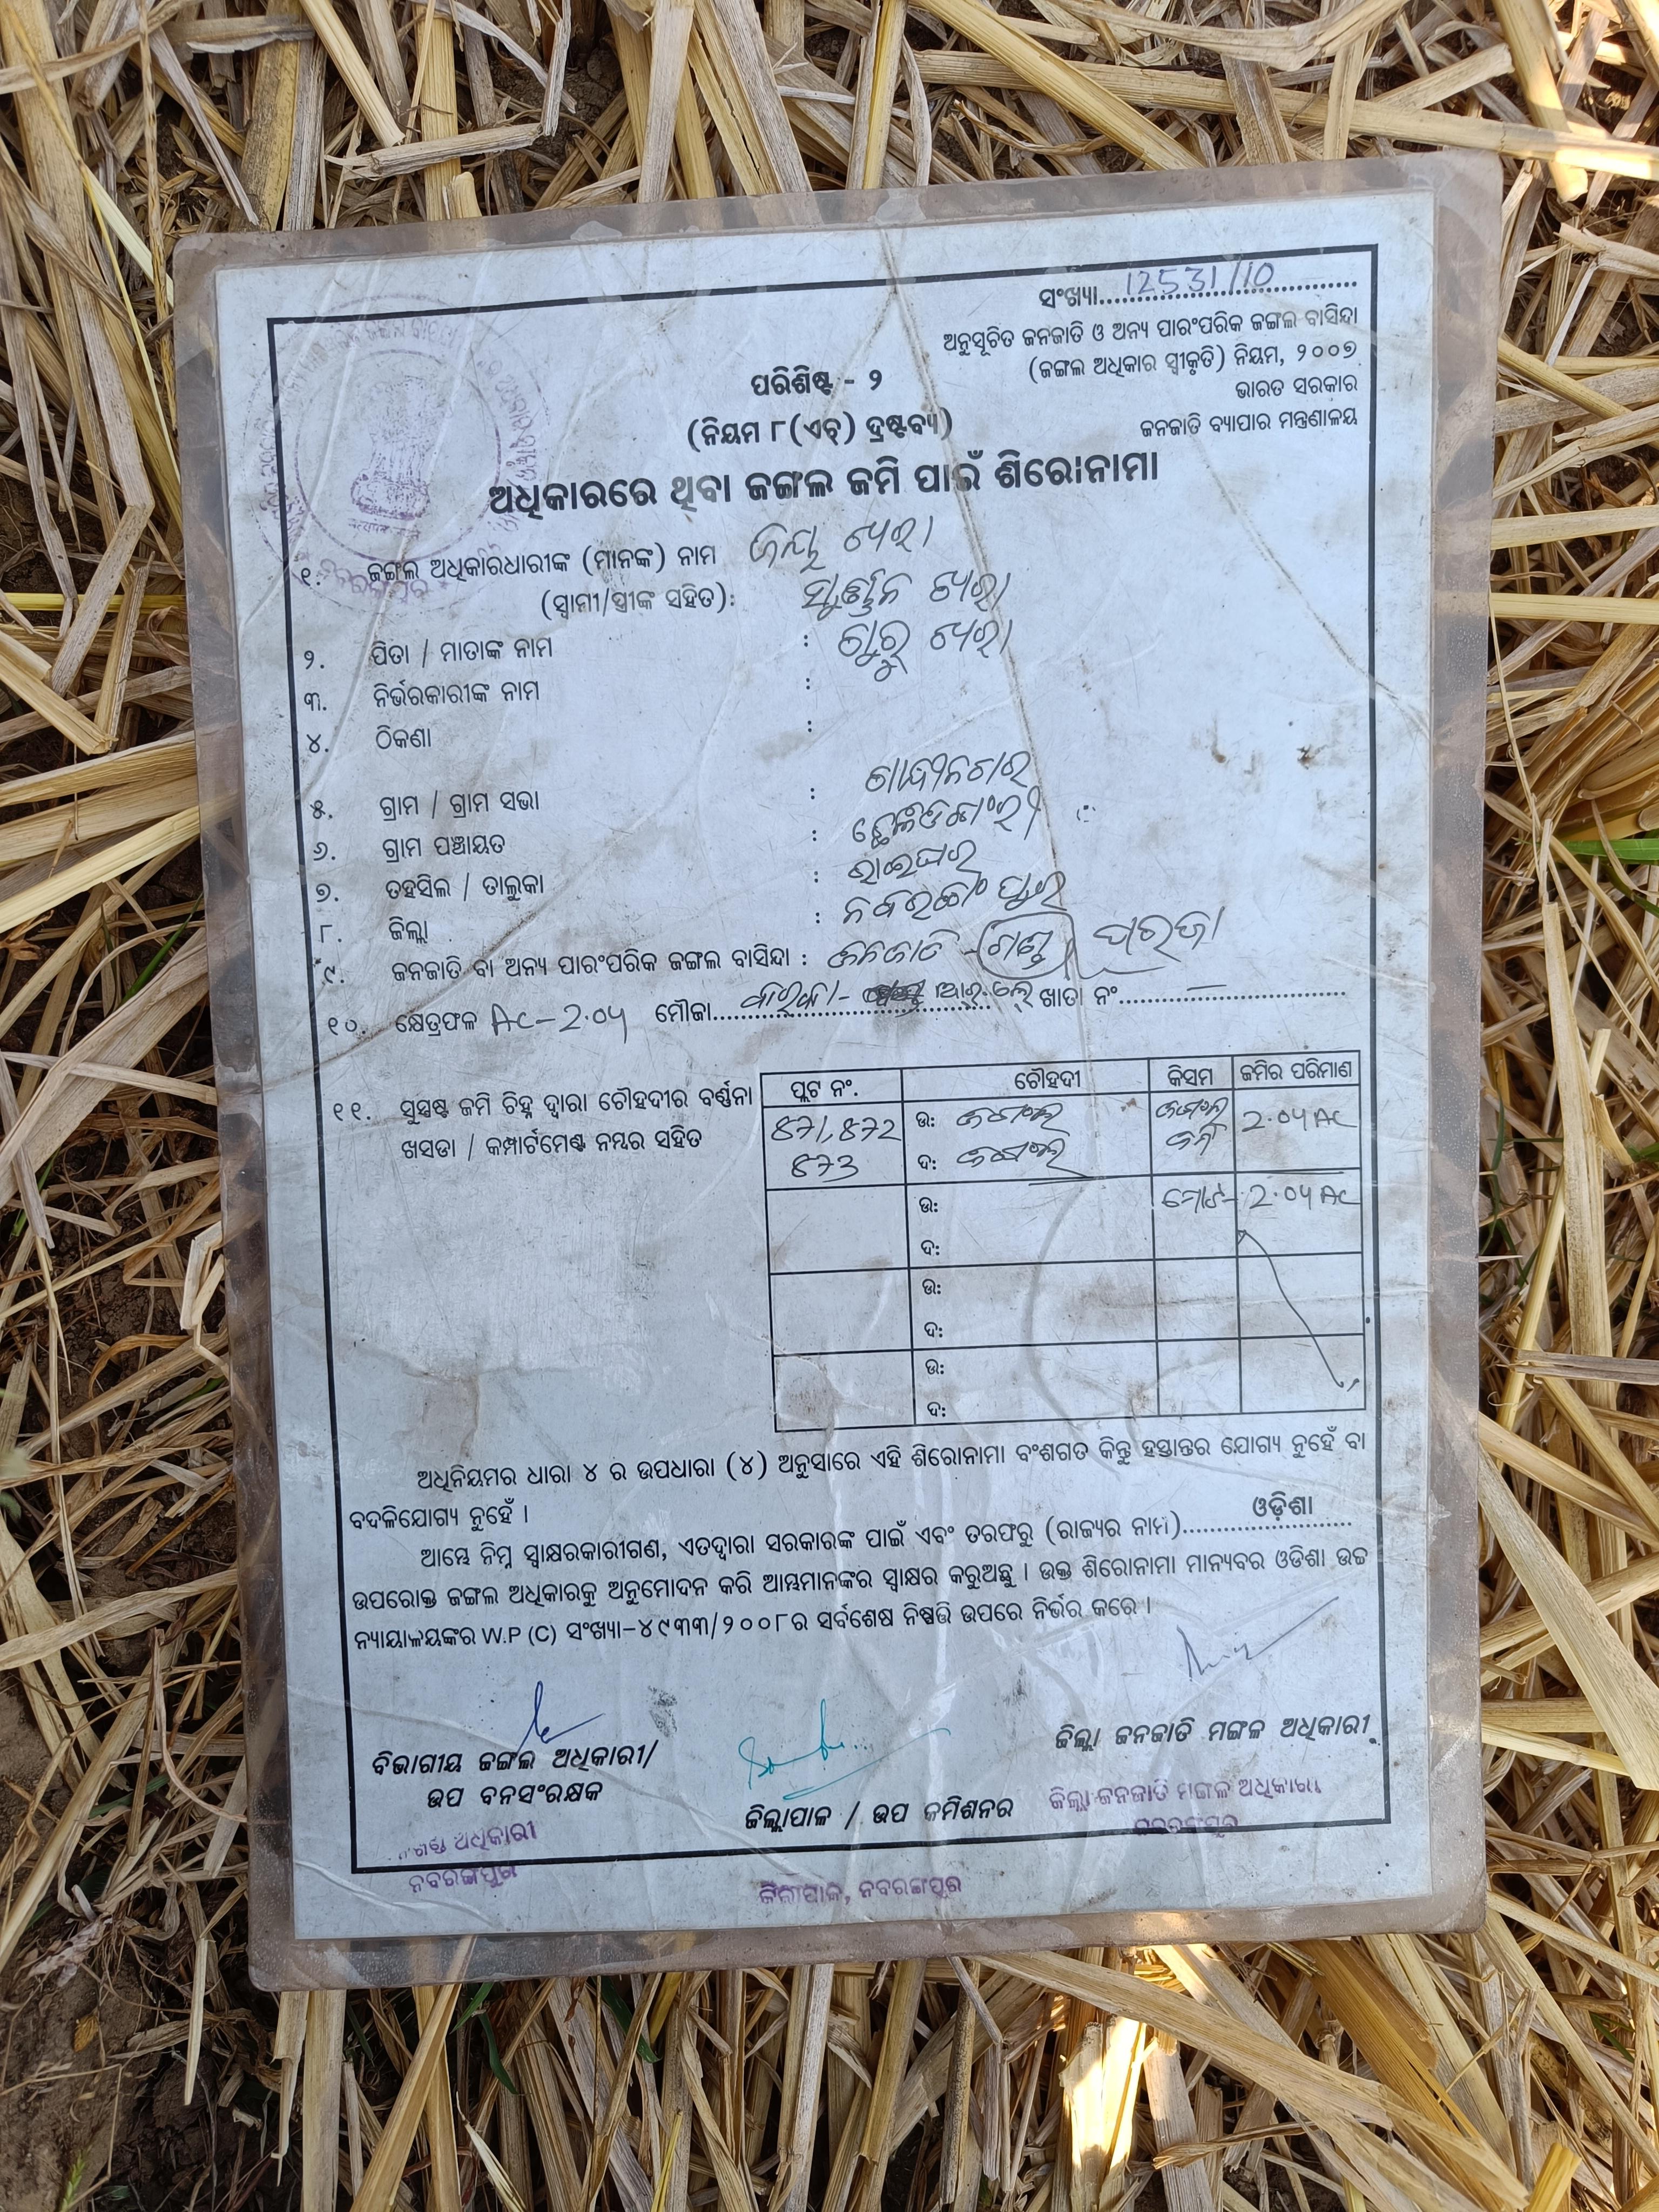 ସଂଖ୍ୟା 12531/10
ଅନୁସୂଚିତ ଜନଜାତି ଓ ଅନ୍ୟ ପାରଂପରିକ ଜଙ୍ଗଲ ବାସିନ୍ଦା
(ଜଙ୍ଗଲ ଅଧିକାର ସ୍ୱୀକୃତି) ନିୟମ, ୨୦୦୭
ଭାରତ ସରକାର
ଜନଜାତି ବ୍ୟାପାର ମନ୍ତ୍ରଣାଳୟ
ପରିଶିଷ୍ଟ - ୨
(ନିୟମ ୮(ଏଚ୍) ଦ୍ରଷ୍ଟବ୍ୟ)
ଅଧିକାରରେ ଥିବା ଜଙ୍ଗଲ ଜମି ପାଇଁ ଶିରୋନାମା
୧. ଜଙ୍ଗଲ ଅଧିକାରଧାରୀଙ୍କ (ମାନଙ୍କ) ନାମ
(ସ୍ୱାମୀ/ସ୍ତ୍ରୀଙ୍କ ସହିତ):
୨. ପିତା / ମାତାଙ୍କ ନାମ :
୩. ନିର୍ଭରକାରୀଙ୍କ ନାମ :
୪. ଠିକଣା :
୫. ଗ୍ରାମ / ଗ୍ରାମ ସଭା :
୬. ଗ୍ରାମ ପଞ୍ଚାୟତ :
୭. ତହସିଲ / ତାଲୁକା : ରାଇଘର
୮. ଜିଲ୍ଲା : ନବରଙ୍ଗପୁର
୯. ଜନଜାତି ବା ଅନ୍ୟ ପାରଂପରିକ ଜଙ୍ଗଲ ବାସିନ୍ଦା : ଜନଜାତି - ଗଣ୍ଡ ପରଜା
୧୦. କ୍ଷେତ୍ରଫଳ Ac-2.04 ମୌଜା ଖାତା ନଂ
୧୧. ସୁସ୍ପଷ୍ଟ ଜମି ଚିହ୍ନ ଦ୍ୱାରା ଚୌହଦୀର ବର୍ଣ୍ଣନା
ଖସଡା / କମ୍ପାର୍ଟମେଣ୍ଟ ନମ୍ବର ସହିତ
ପ୍ଲଟ ନଂ. ଚୌହଦୀ କିସମ ଜମିର ପରିମାଣ
871, 872 ଉ: ଜଙ୍ଗଲ ଜଙ୍ଗଲ 2.04 Ac
873 ଦ: ଜଙ୍ଗଲ ଜମି
ଉ: ମୋଟ- 2.04 Ac
ଦ:
ଉ:
ଦ:
ଉ:
ଦ:
ଅଧିନିୟମର ଧାରା ୪ ର ଉପଧାରା (୪) ଅନୁସାରେ ଏହି ଶିରୋନାମା ବଂଶଗତ କିନ୍ତୁ ହସ୍ତାନ୍ତର ଯୋଗ୍ୟ ନୁହେଁ ବା
ବଦଳିଯୋଗ୍ୟ ନୁହେଁ ।
ଆମ୍ଭେ ନିମ୍ନ ସ୍ୱାକ୍ଷରକାରୀଗଣ, ଏତଦ୍ୱାରା ସରକାରଙ୍କ ପାଇଁ ଏବଂ ତରଫରୁ (ରାଜ୍ୟର ନାମ) ଓଡ଼ିଶା
ଉପରୋକ୍ତ ଜଙ୍ଗଲ ଅଧିକାରକୁ ଅନୁମୋଦନ କରି ଆମ୍ଭମାନଙ୍କର ସ୍ୱାକ୍ଷର କରୁଅଛୁ । ଉକ୍ତ ଶିରୋନାମା ମାନ୍ୟବର ଓଡିଶା ଉଚ୍ଚ
ନ୍ୟାୟାଳୟଙ୍କର W.P (C) ସଂଖ୍ୟା-୪୯୩୩/୨୦୦୮ର ସର୍ବଶେଷ ନିଷ୍ପତ୍ତି ଉପରେ ନିର୍ଭର କରେ ।
ବିଭାଗୀୟ ଜଙ୍ଗଲ ଅଧିକାରୀ/
ଉପ ବନସଂରକ୍ଷକ
ଜିଲ୍ଲାପାଳ / ଉପ କମିଶନର
ଜିଲ୍ଲା ଜନଜାତି ମଙ୍ଗଳ ଅଧିକାରୀ
ଅଧିକାରୀ
ନବରଙ୍ଗପୁର
ଜିଲ୍ଲାପାଳ, ନବରଙ୍ଗପୁର
ଜିଲ୍ଲା ଜନଜାତି ମଙ୍ଗଳ ଅଧିକାରୀ
ନବରଙ୍ଗପୁର